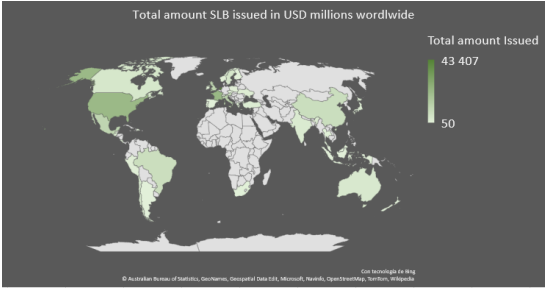 Total amount SLB issued in USD millions wordlwide
Total amount Issued
43 407
50
Con tecnología de Bing
© Australian Bureau of Statistics, GeoNames, Geospatial Data Edit, Microsoft, Navinfo, OpenStreetMap, TomTom, Wikipedia